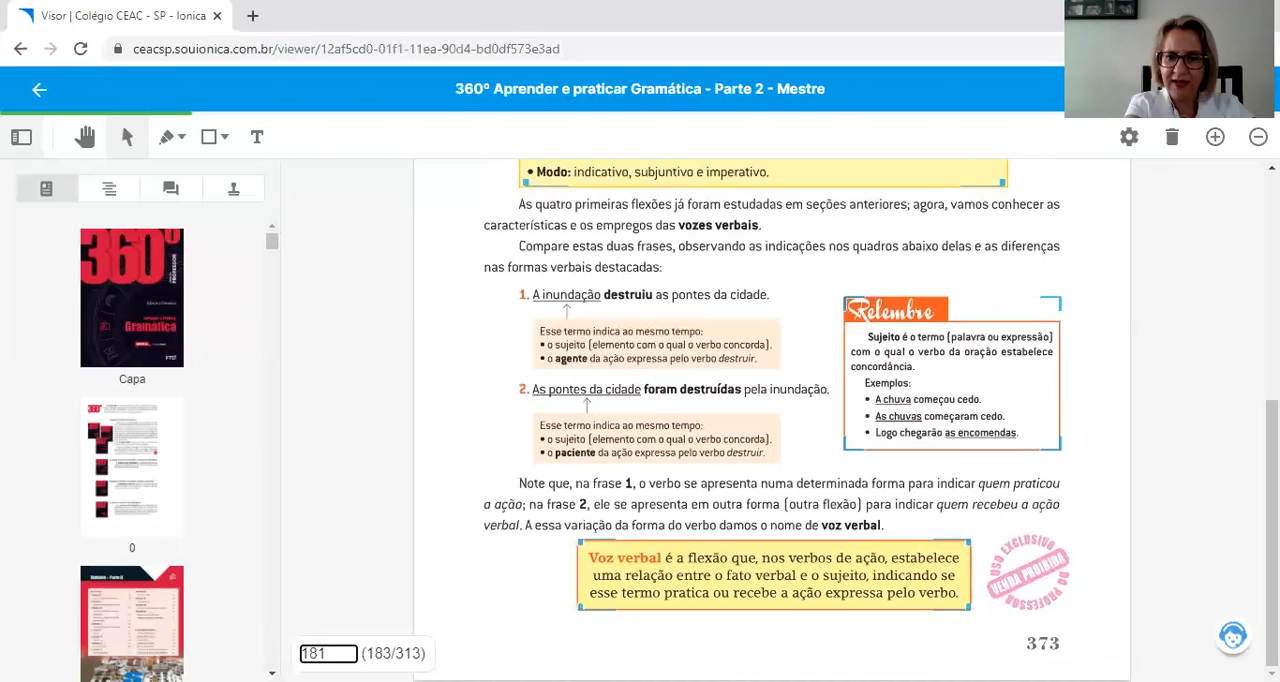 Visor | Colégio CEAC - SP - Ionica
ceacsp.souionica.com.br/viewer/12af5cd0-01f1-11ea-90d4-bd0df573e3ad
360º Aprender e praticar Gramática - Parte 2 - Mestre
• Modo: indicativo, subjuntivo e imperativo.
As quatro primeiras flexões já foram estudadas em seções anteriores; agora, vamos conhecer as
características e os empregos das vozes verbais.
Compare estas duas frases, observando as indicações nos quadros abaixo delas e as diferenças
nas formas verbais destacadas:
1. A inundação destruiu as pontes da cidade.
Esse termo indica ao mesmo tempo:
• o sujeito (elemento com o qual o verbo concorda).
• o agente da ação expressa pelo verbo destruir.
2. As pontes da cidade foram destruídas pela inundação.
Esse termo indica ao mesmo tempo:
• o sujeito (elemento com o qual o verbo concorda).
• o receptor da ação expressa pelo verbo destruir.
Relembre
Sujeito é o termo (palavra ou expressão)
com o qual o verbo da oração estabelece
concordância.
Exemplos:
• A chuva começou cedo.
• As chuvas começaram cedo.
• Logo chegarão as encomendas.
Note que, na frase 1, o verbo se apresenta numa determinada forma para indicar quem praticou
a ação; na frase 2, ele se apresenta em outra forma (outra flexão) para indicar quem recebeu a ação
verbal. A essa variação da forma do verbo damos o nome de voz verbal.
Voz verbal é a flexão que, nos verbos de ação, estabelece
uma relação entre o fato verbal e o sujeito, indicando se
esse termo pratica ou recebe a ação expressa pelo verbo.
USO EXCLUSIVO
VENDA PROIBIDA
DO PROFESSOR
373
360º
Gramática
Capa
360º
0
(183/313)